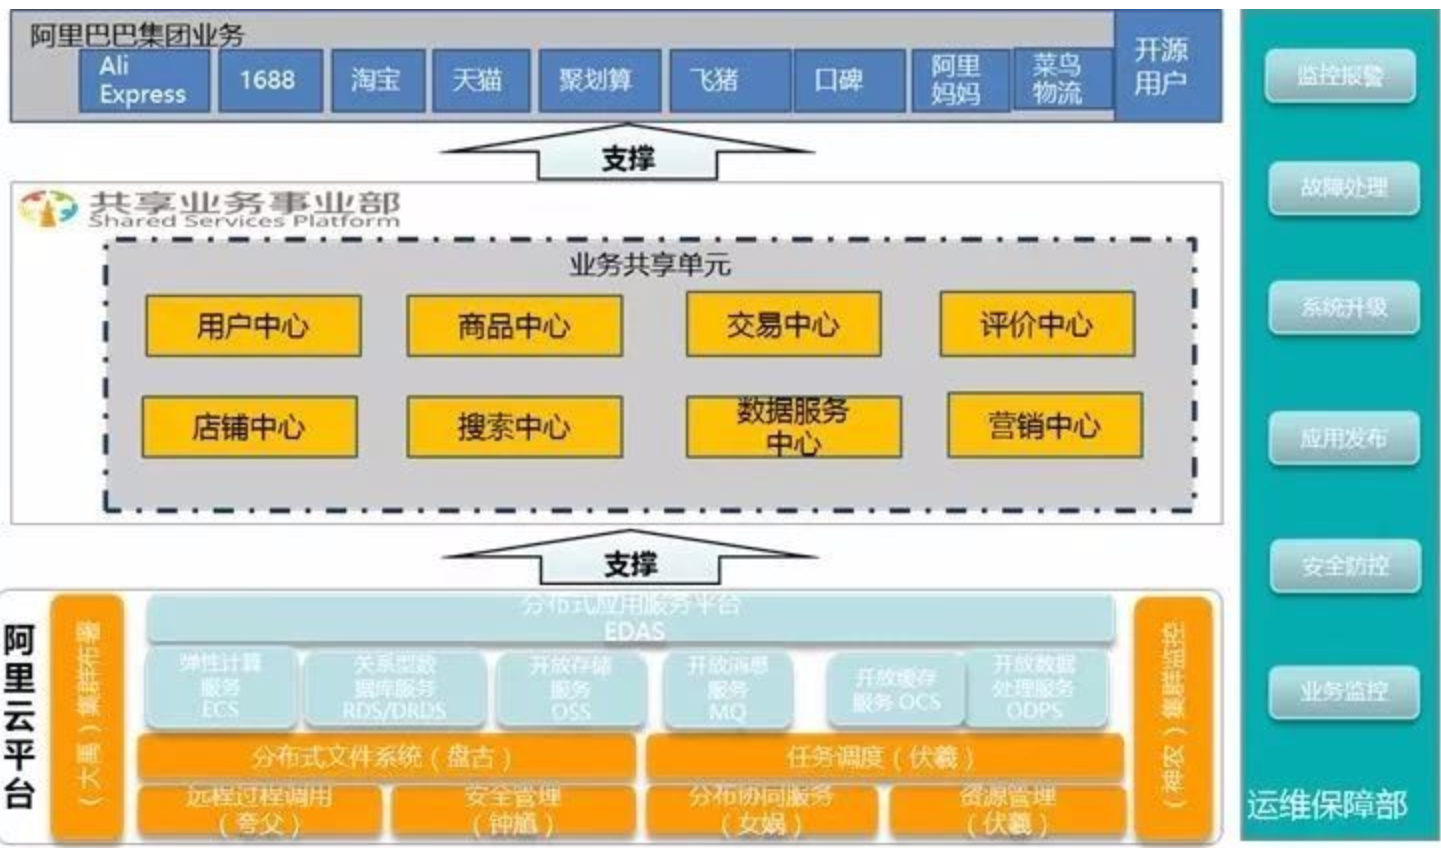 阿里巴巴集团业务
Ali
Express
1688
淘宝
天猫
聚划算
飞猪
口碑
阿里
妈妈
菜鸟
物流
开源
用户
支撑
共享业务事业部
Shared Services Platform
业务共享单元
用户中心
商品中心
交易中心
评价中心
店铺中心
搜索中心
数据服务
中心
营销中心
支撑
阿里云平台
(大禹)集群布署
分布式应用服务平台
EDAS
弹性计算
服务
ECS
关系型数
据库服务
RDS/DRDS
开放存储
服务
OSS
开放消息
服务
MQ
开放缓存
服务 OCS
开放数据
处理服务
ODPS
分布式文件系统(盘古)
任务调度(伏羲)
远程过程调用
(夸父)
安全管理
(钟馗)
分布协同服务
(女娲)
资源管理
(伏羲)
(神农)集群监控
监控报警
故障处理
系统升级
应用发布
安全防控
业务监控
运维保障部